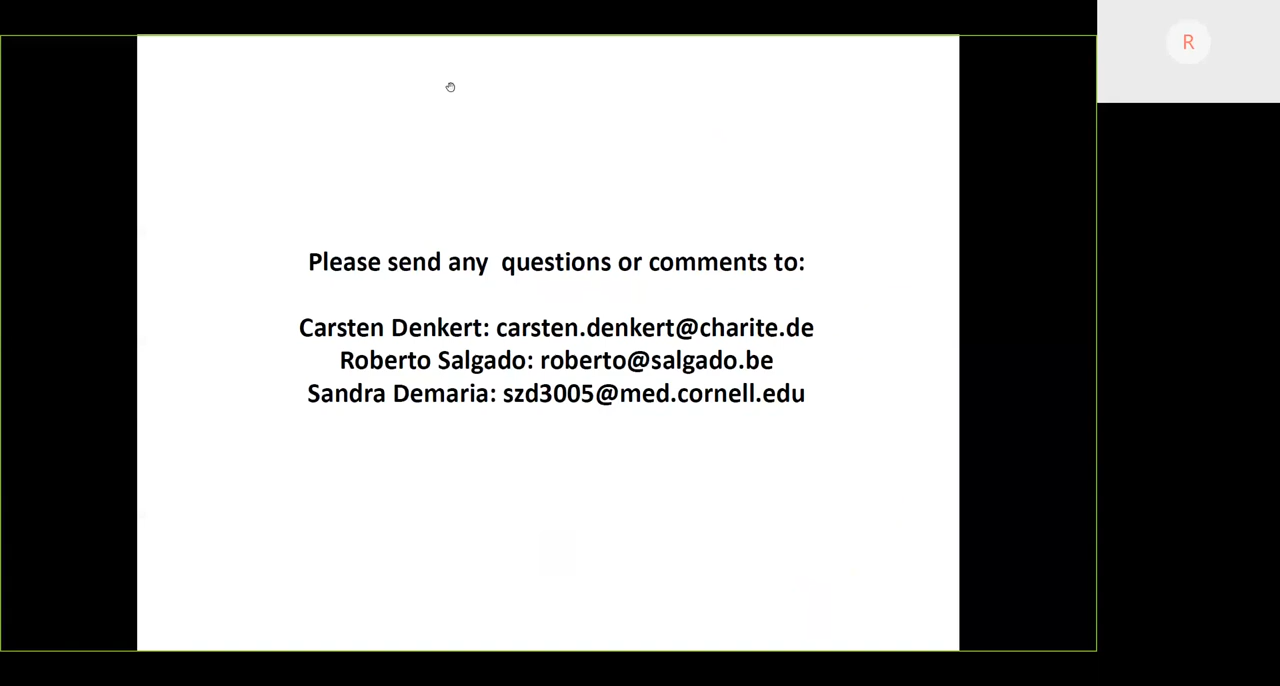 R
Please send any  questions or comments to:
Carsten Denkert: carsten.denkert@charite.de
Roberto Salgado: roberto@salgado.be
Sandra Demaria: szd3005@med.cornell.edu